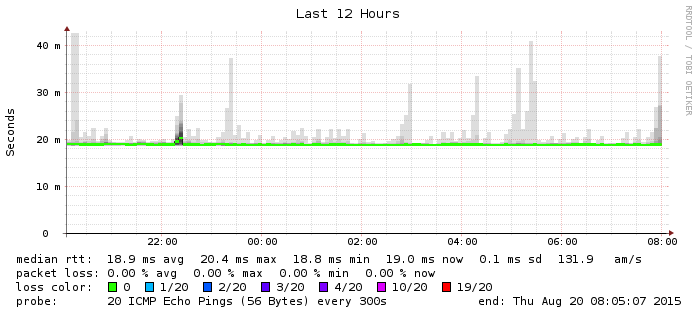 Last 12 Hours
RRDTOOL / TOBI OETIKER
Seconds
40 m
30 m
20 m
10 m
0
22:00 00:00 02:00 04:00 06:00 08:00
median rtt: 18.9 ms avg 20.4 ms max 18.8 ms min 19.0 ms now 0.1 ms sd 131.9 am/s
packet loss: 0.00 % avg 0.00 % max 0.00 % min 0.00 % now
loss color: 0 1/20 2/20 3/20 4/20 10/20 19/20
probe: 20 ICMP Echo Pings (56 Bytes) every 300s end: Thu Aug 20 08:05:07 2015